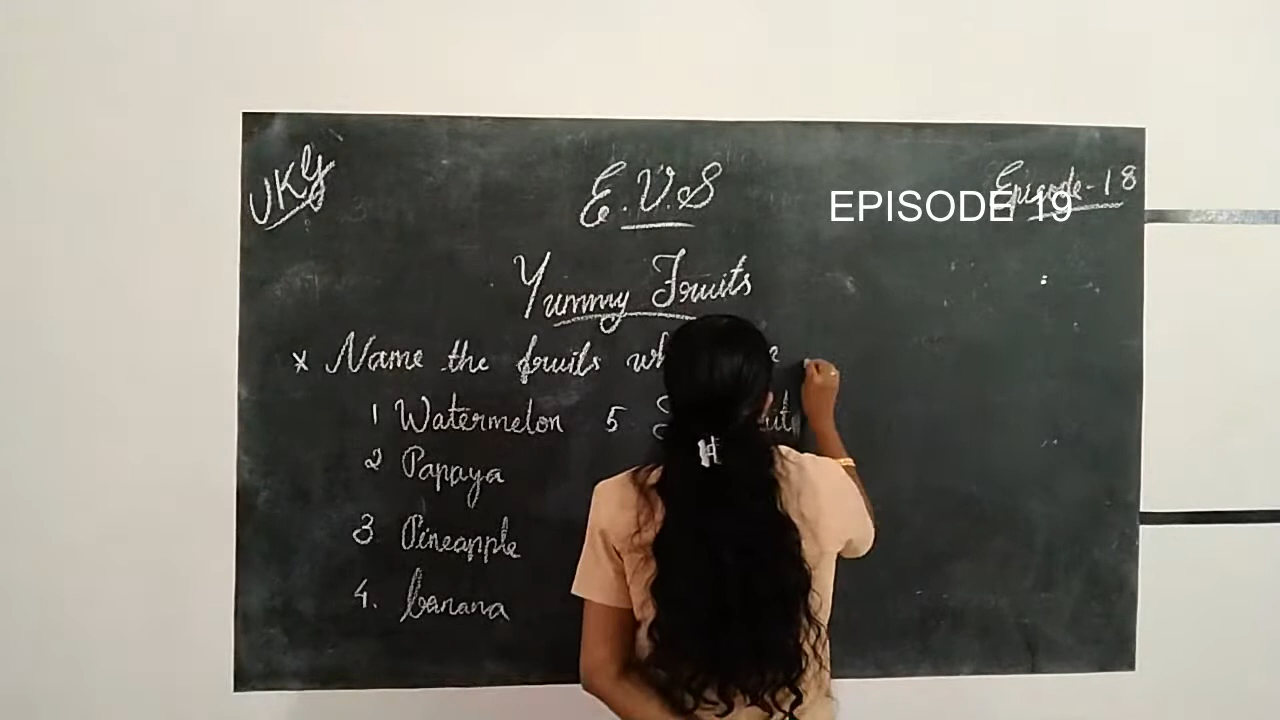 UKG
E.V.S
Episode-18
EPISODE 19
Yummy Fruits
* Name the fruits
1 Watermelon 5
2 Papaya
3 Pineapple
4. banana